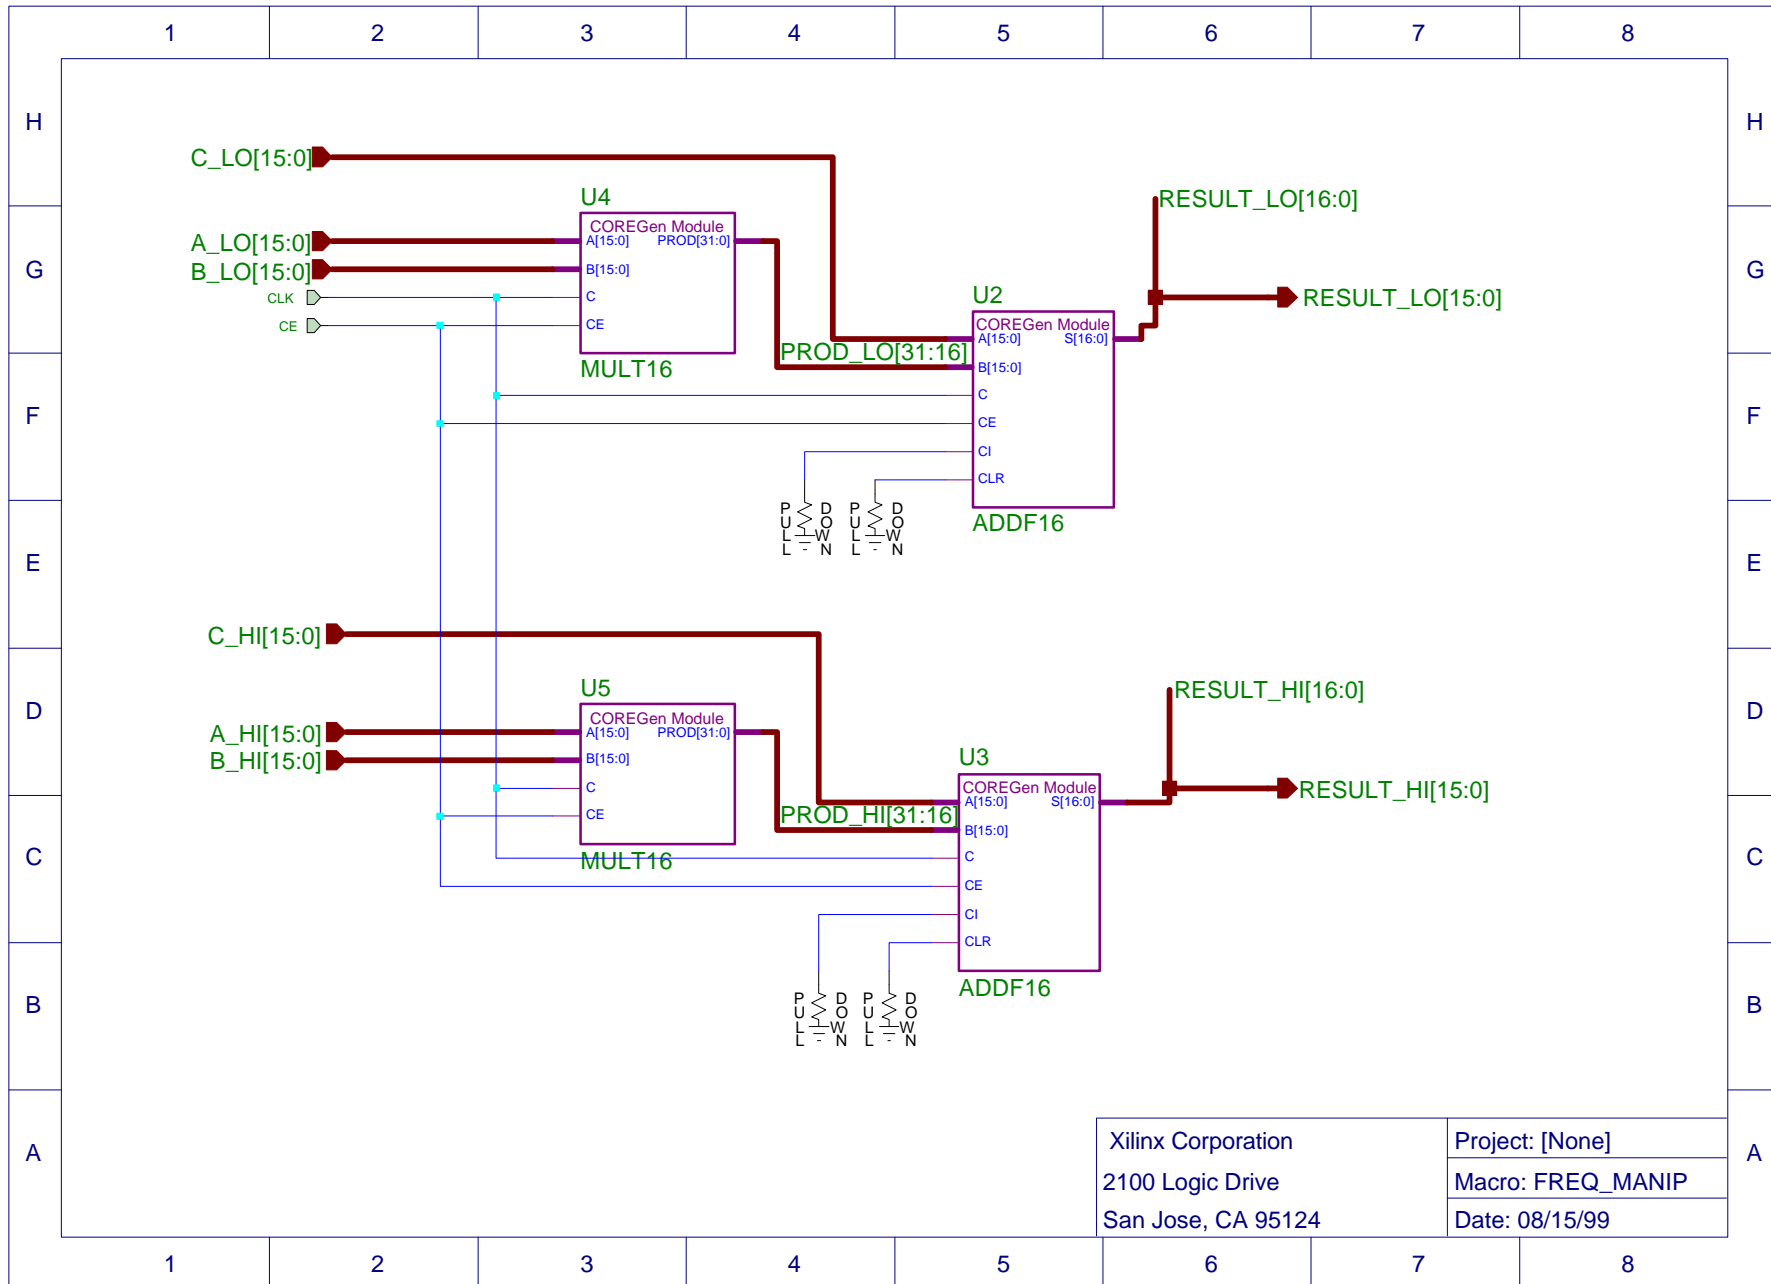 1 2 3 4 5 6 7 8
H H
C_LO[15:0]
U4
RESULT_LO[16:0]
COREGen Module
A_LO[15:0] A[15:0] PROD[31:0]
G G
B_LO[15:0] B[15:0]
CLK C
RESULT_LO[15:0]
U2
CE CE
COREGen Module
A[15:0] S[16:0]
PROD_LO[31:16]
MULT16
B[15:0]
C
F F
CE
CI
CLR
PULL DOWN PULL DOWN
ADDF16
E E
C_HI[15:0]
U5
RESULT_HI[16:0]
D D
COREGen Module
A_HI[15:0] A[15:0] PROD[31:0]
B_HI[15:0] B[15:0]
U3
C
COREGen Module
RESULT_HI[15:0]
A[15:0] S[16:0]
CE
PROD_HI[31:16]
B[15:0]
C C
MULT16
C
CE
CI
CLR
ADDF16
PULL DOWN PULL DOWN
B B
A A
Xilinx Corporation Project: [None]
2100 Logic Drive Macro: FREQ_MANIP
San Jose, CA 95124 Date: 08/15/99
1 2 3 4 5 6 7 8